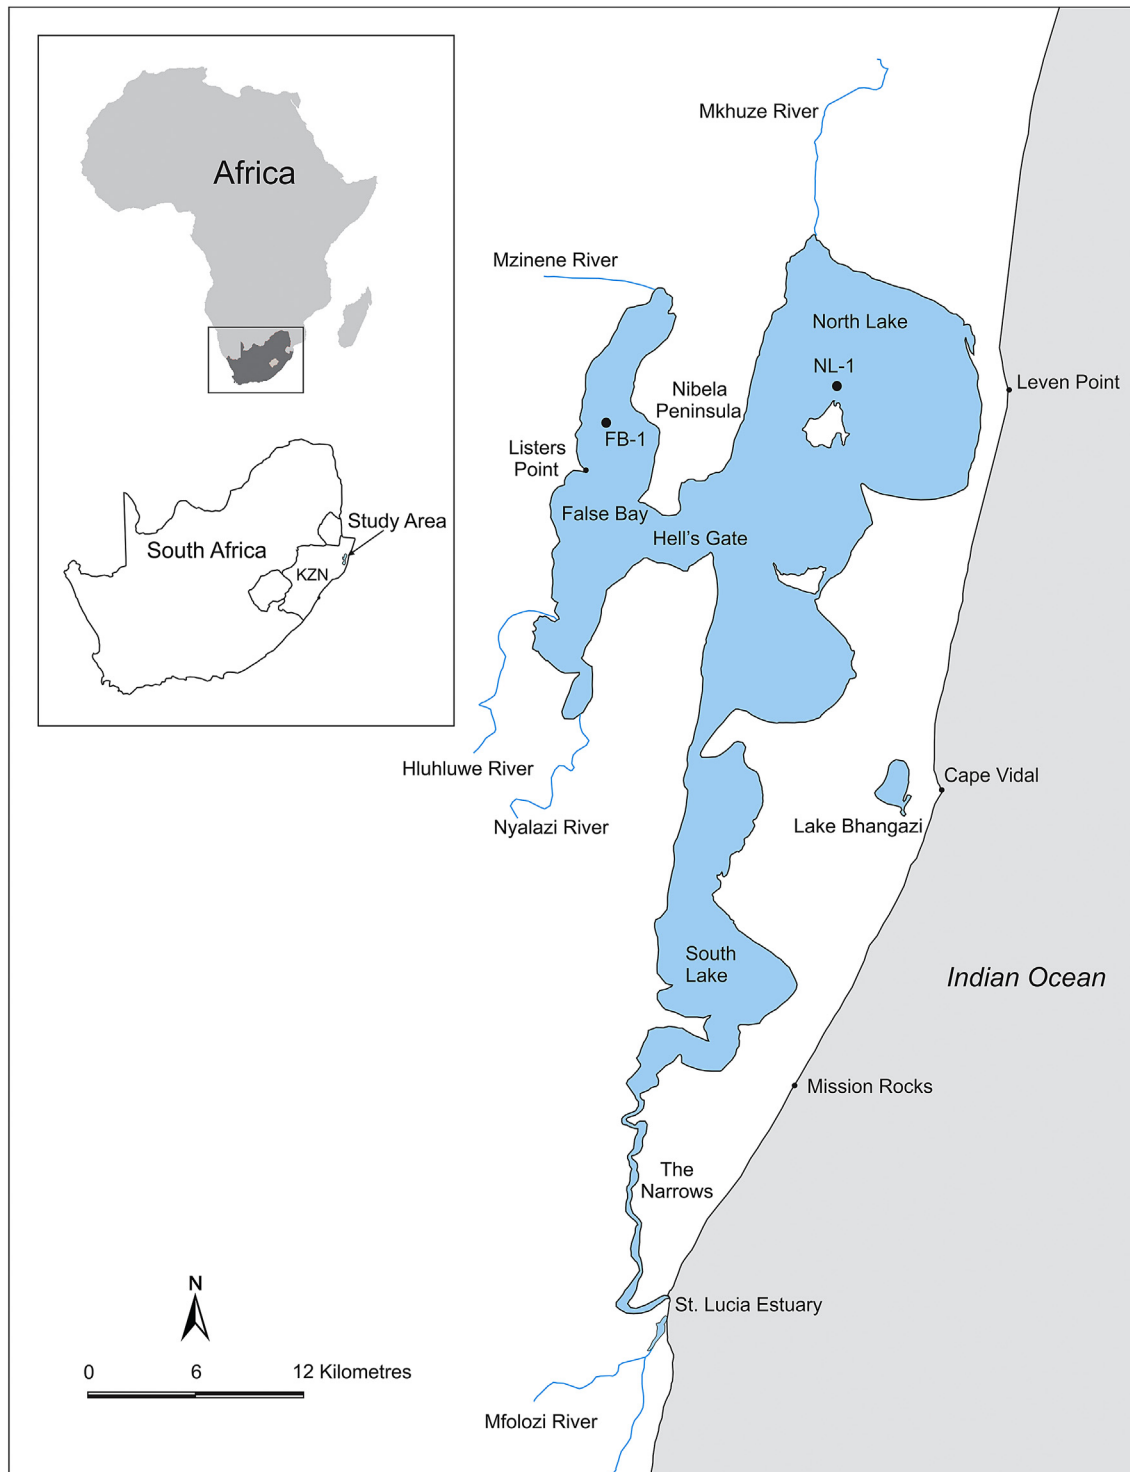 Africa
South Africa
Study Area
KZN
Mkhuze River
Mzinene River
North Lake
NL-1
Leven Point
Nibela
Peninsula
FB-1
Listers
Point
False Bay
Hell's Gate
Hluhluwe River
Nyalazi River
Cape Vidal
Lake Bhangazi
South
Lake
Indian Ocean
Mission Rocks
The
Narrows
St. Lucia Estuary
Mfolozi River
N
0 6 12 Kilometres